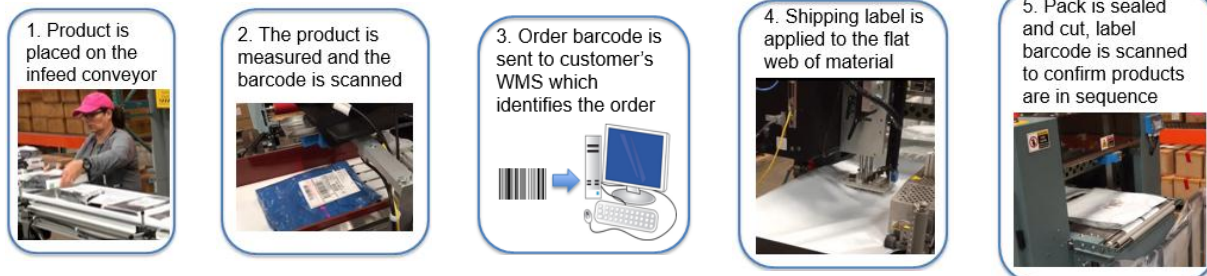 1. Product is
placed on the
infeed conveyor
2. The product is
measured and the
barcode is scanned
3. Order barcode is
sent to customer's
WMS which
identifies the order
4. Shipping label is
applied to the flat
web of material
5. Pack is sealed
and cut, label
barcode is scanned
to confirm products
are in sequence